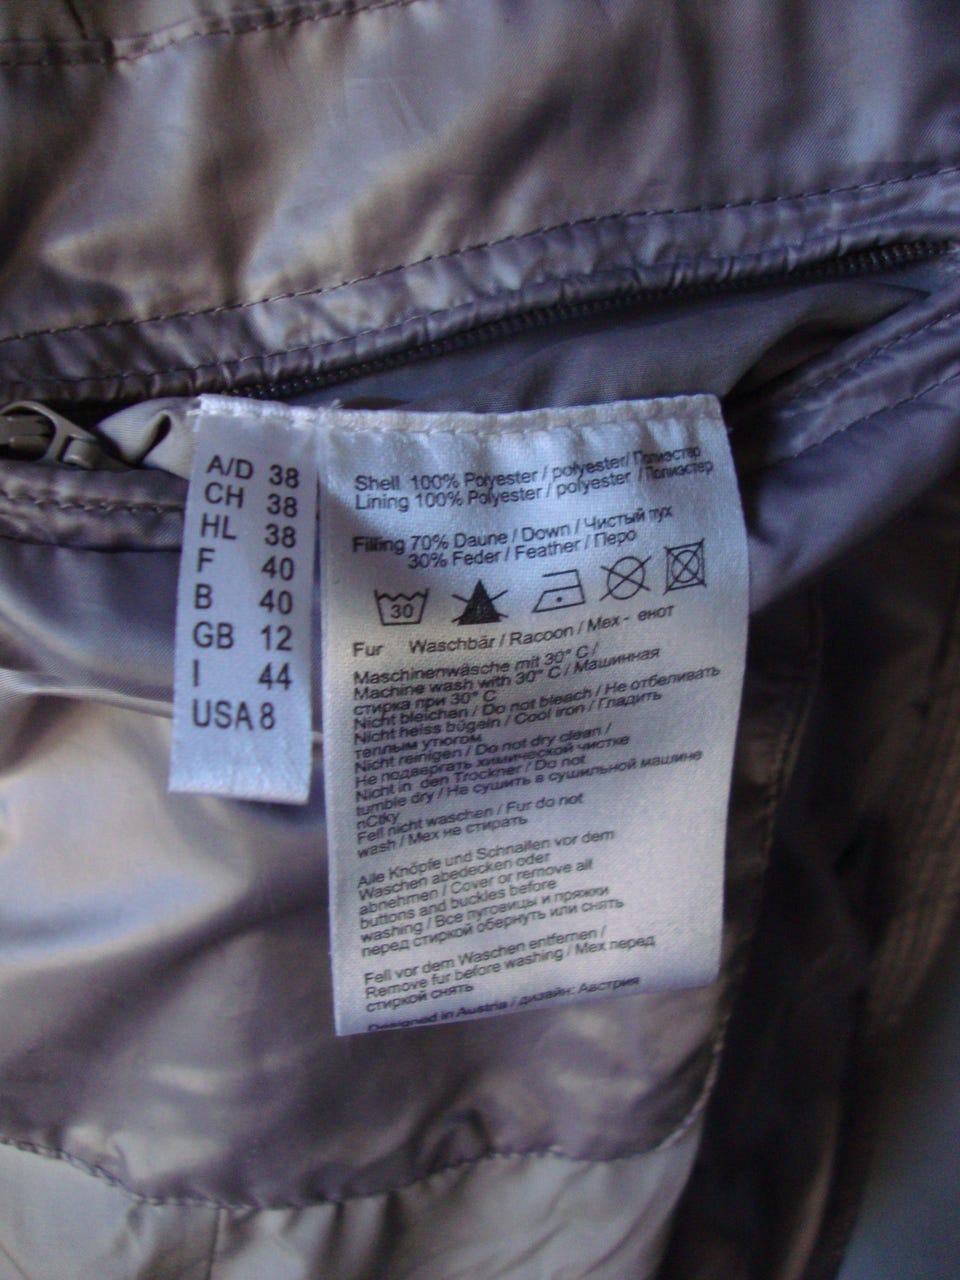 A/D 38
CH 38
HL 38
F 40
B 40
GB 12
I 44
USA 8
Shell 100% Polyester / polyester/ Полиэстер
Lining 100% Polyester / polyester / Полиэстер
Filling 70% Daune / Down / Чистый пух
30% Feder / Feather / Перо
30
Fur Waschbär / Racoon / Мех - енот
Maschinenwäsche mit 30° C /
Machine wash with 30° C / Машинная
стирка при 30° C
Nicht bleichen / Do not bleach / Не отбеливать
Nicht heiss bügeln / Cool iron / Гладить
теплым утюгом
Nicht reinigen / Do not dry clean /
Не подвергать химической чистке
Nicht in den Trockner / Do not
tumble dry / Не сушить в сушильной машине
nCtky
Fell nicht waschen / Fur do not
wash / Мех не стирать
Alle Knöpfe und Schnallen vor dem
Waschen abedecken oder
abnehmen / Cover or remove all
buttons and buckles before
washing / Все пуговицы и пряжки
перед стиркой обернуть или снять
Fell vor dem Waschen entfernen /
Remove fur before washing / Мех перед
стиркой снять
Designed in Austria / дизайн: Австрия